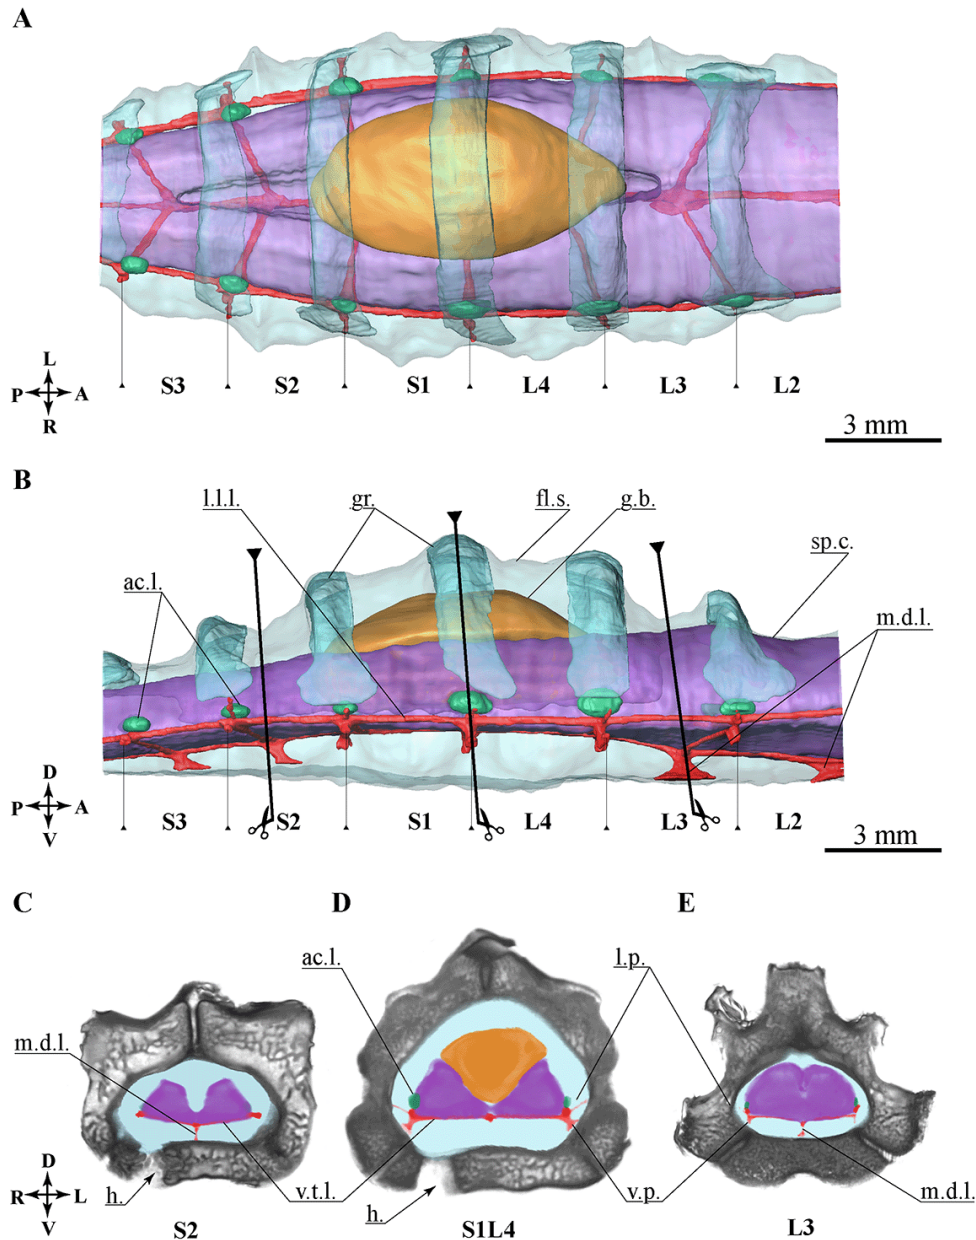 A
L
P A
R
S3 S2 S1 L4 L3 L2
3 mm
B
l.l.l. gr. fl.s. g.b.
sp.c.
ac.l.
m.d.l.
D
P A
V
S3 S2 S1 L4 L3 L2
3 mm
C D E
ac.l. l.p.
m.d.l.
D
R L
V
h. v.t.l. h. v.p. m.d.l.
S2 S1L4 L3